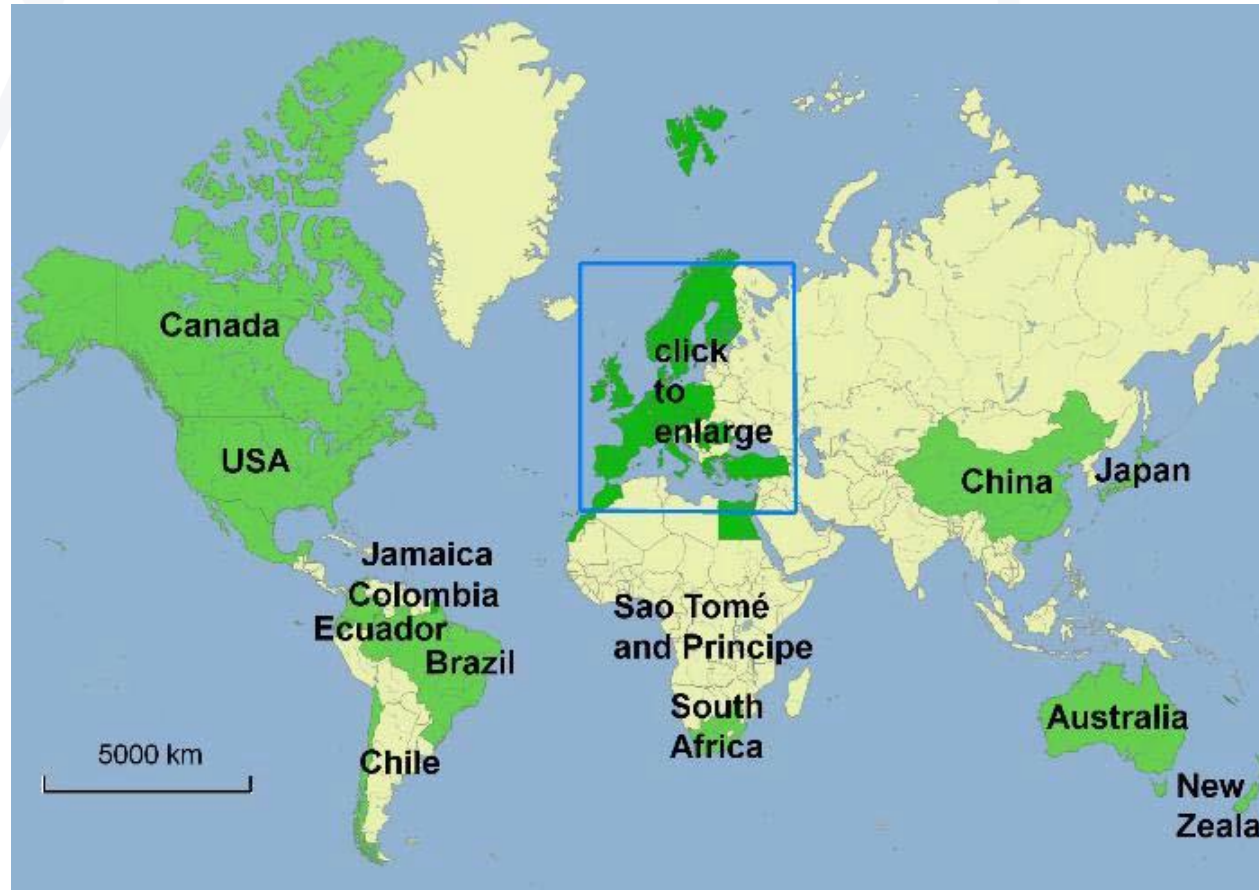 Canada
USA
click
to
enlarge
China
Japan
Jamaica
Colombia
Ecuador
Brazil
Sao Tomé
and Principe
South
Africa
Chile
5000 km
Australia
New
Zeala